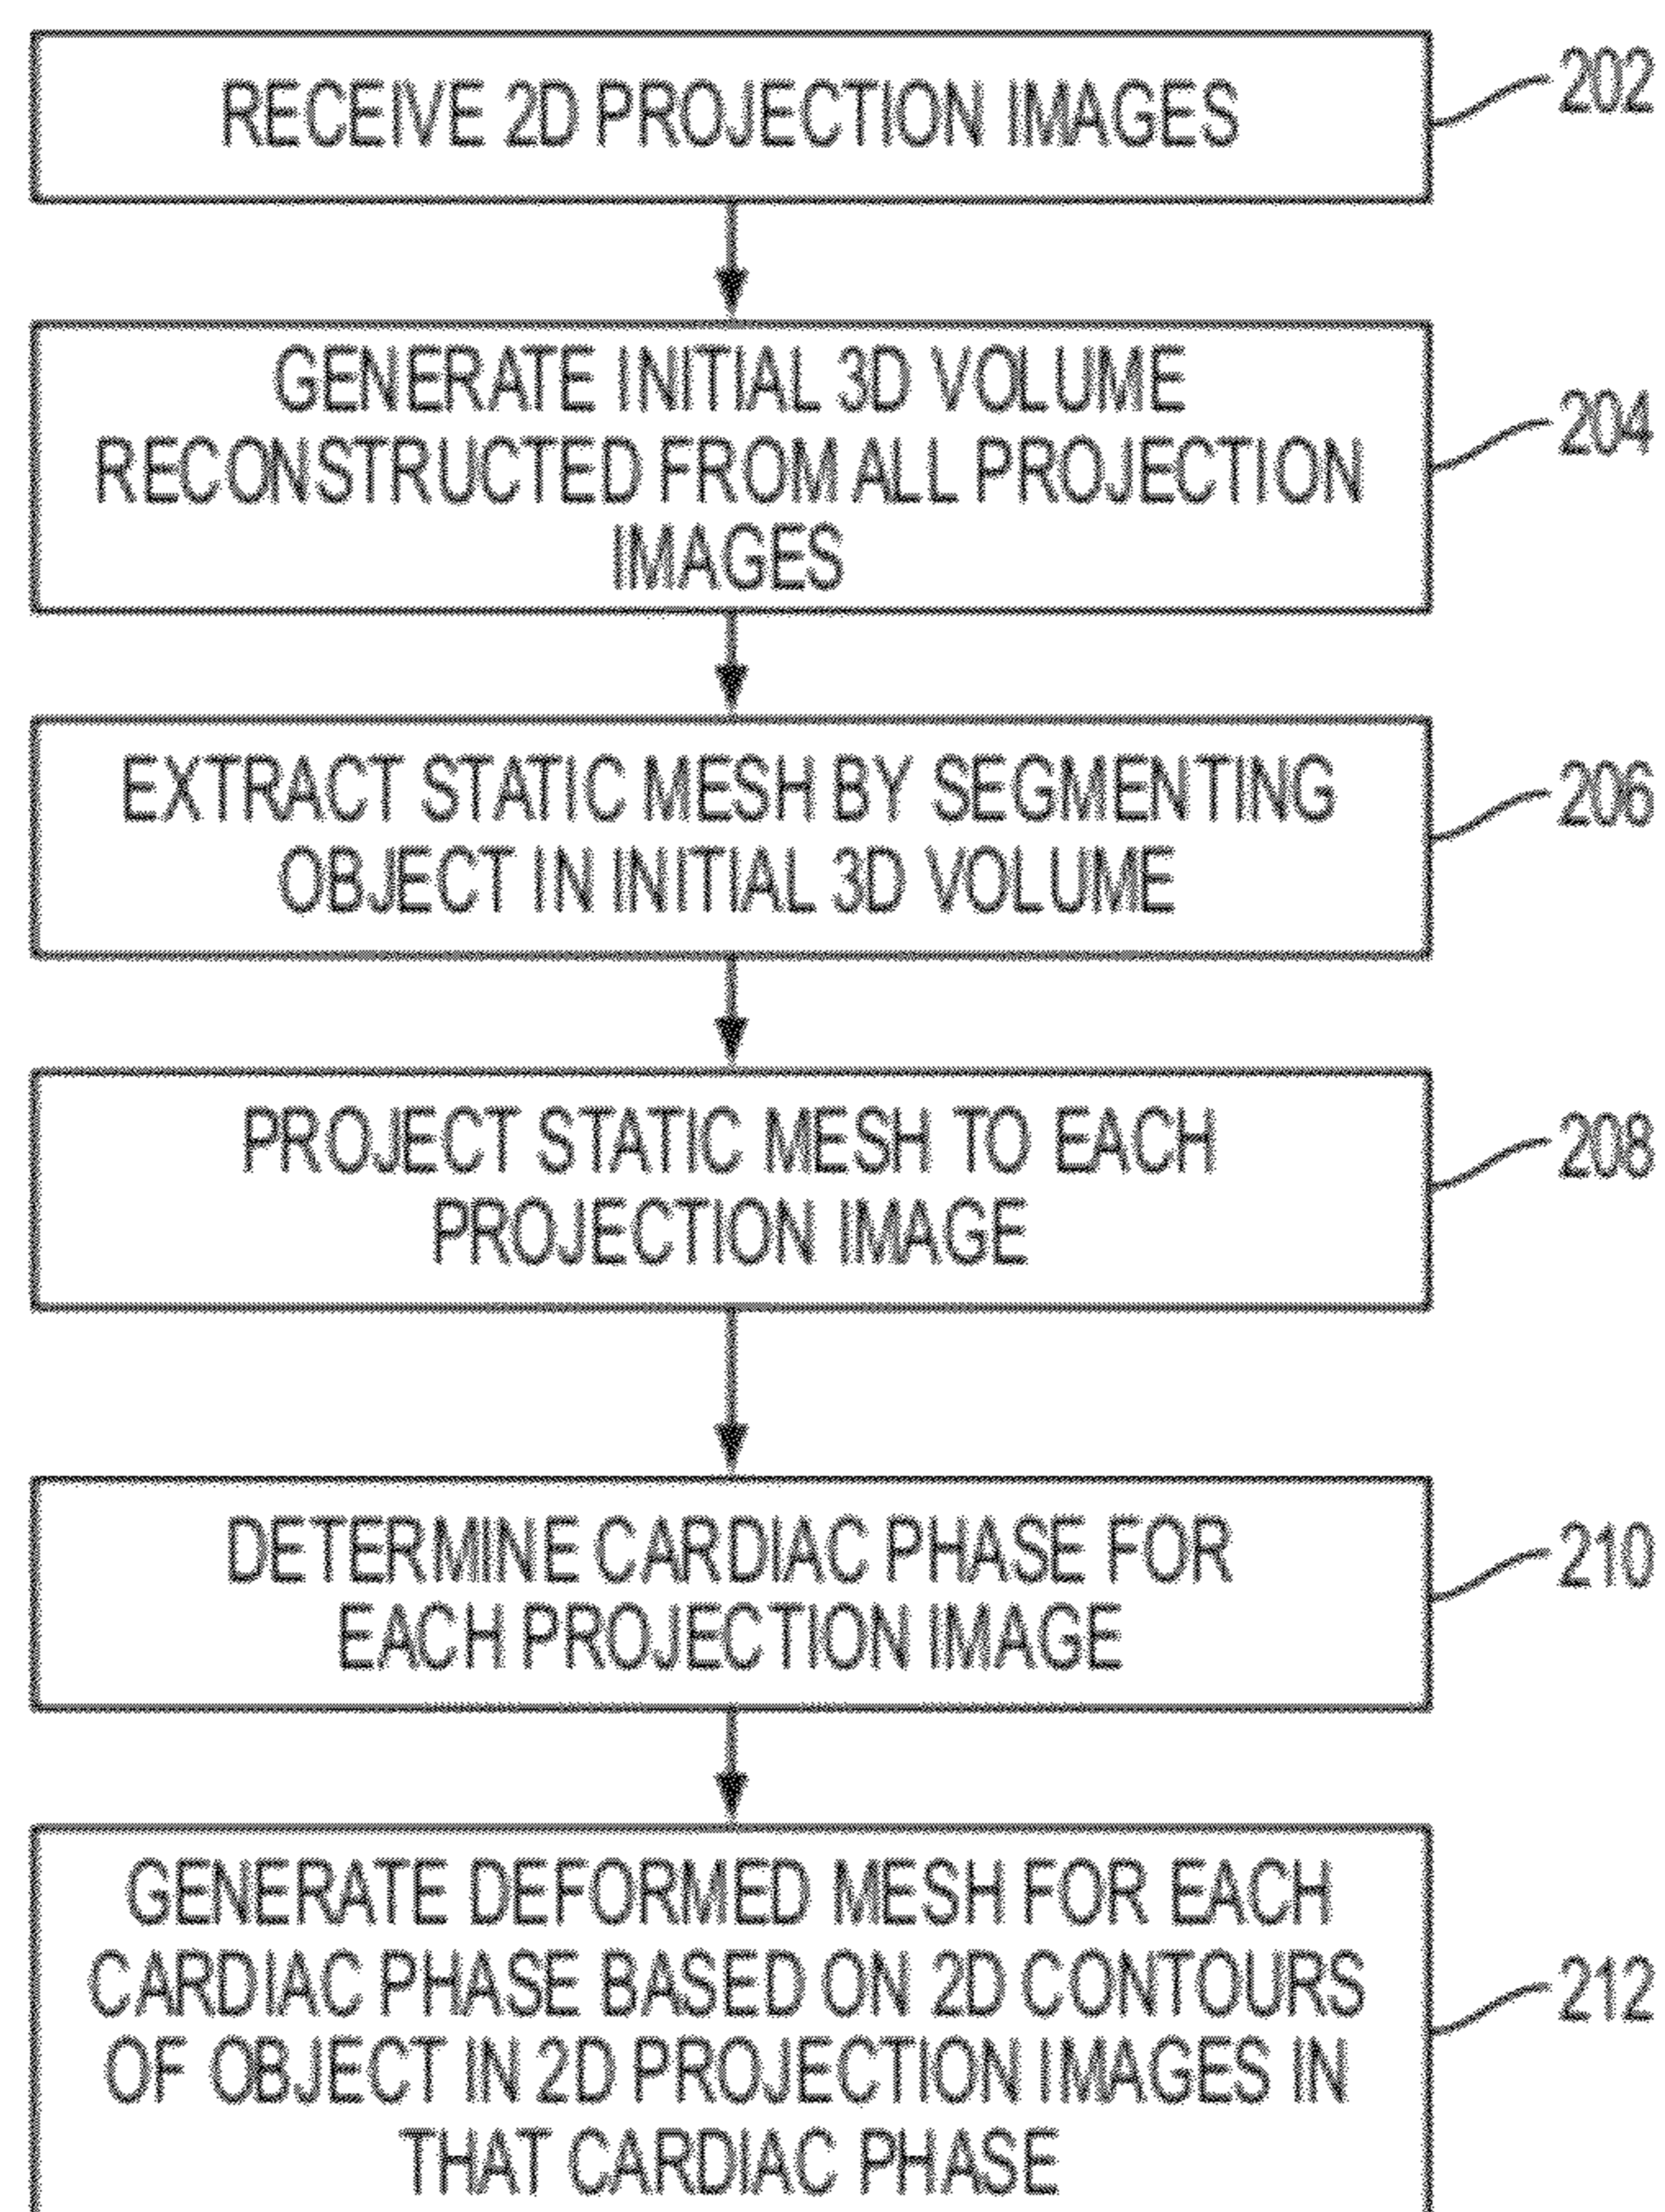 RECEIVE 2D PROJECTION IMAGES
202
GENERATE INITIAL 3D VOLUME
RECONSTRUCTED FROM ALL PROJECTION
IMAGES
204
EXTRACT STATIC MESH BY SEGMENTING
OBJECT IN INITIAL 3D VOLUME
206
PROJECT STATIC MESH TO EACH
PROJECTION IMAGE
208
DETERMINE CARDIAC PHASE FOR
EACH PROJECTION IMAGE
210
GENERATE DEFORMED MESH FOR EACH
CARDIAC PHASE BASED ON 2D CONTOURS
OF OBJECT IN 2D PROJECTION IMAGES IN
THAT CARDIAC PHASE
212